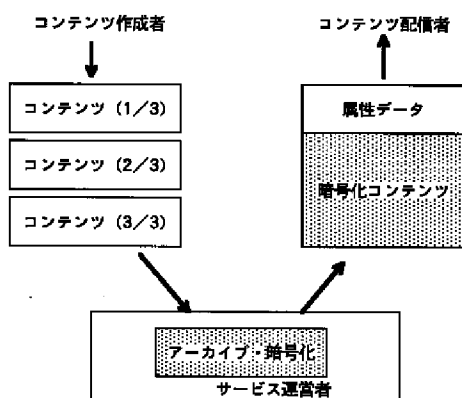 コンテンツ作成者
コンテンツ(1/3)
コンテンツ(2/3)
コンテンツ(3/3)
コンテンツ配信者
属性データ
暗号化コンテンツ
アーカイブ・暗号化
サービス運営者